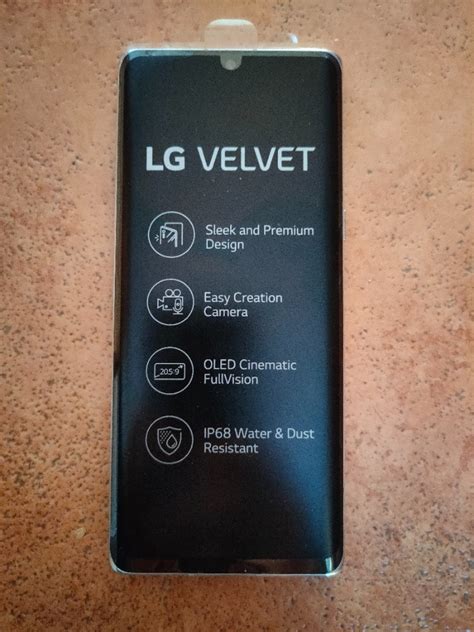 LG VELVET
Sleek and Premium
Design
Easy Creation
Camera
20.5:9
OLED Cinematic
FullVision
IP68 Water & Dust
Resistant